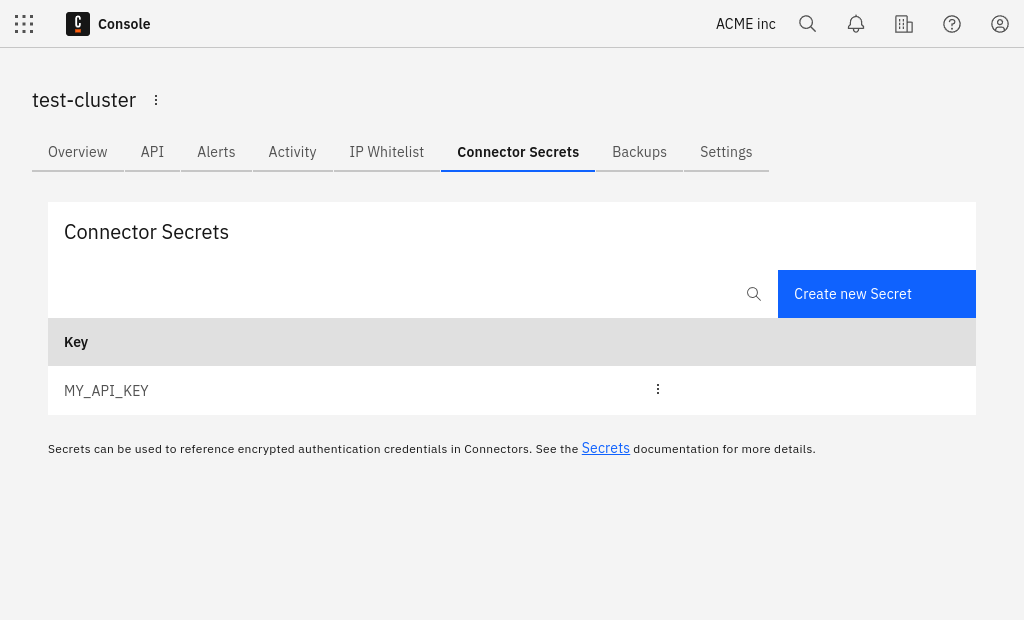 Console
ACME inc
test-cluster
Overview API Alerts Activity IP Whitelist Connector Secrets Backups Settings
Connector Secrets
Create new Secret
Key
MY_API_KEY
Secrets can be used to reference encrypted authentication credentials in Connectors. See the Secrets documentation for more details.